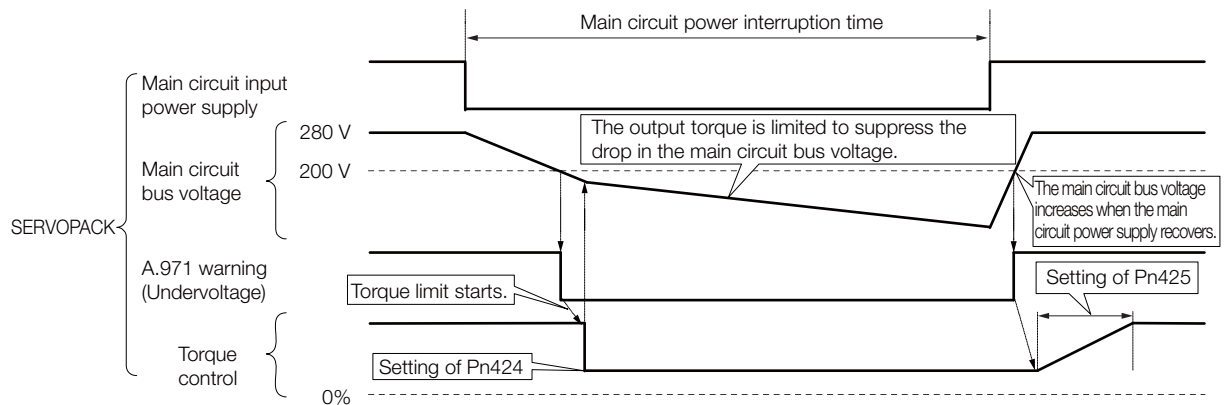 Main circuit power interruption time
Main circuit input
power supply
280 V
The output torque is limited to suppress the
drop in the main circuit bus voltage.
200 V
Main circuit
bus voltage
The main circuit bus voltage
increases when the main
circuit power supply recovers.
SERVOPACK
A.971 warning
(Undervoltage)
Torque limit starts.
Setting of Pn425
Torque
control
Setting of Pn424
0%